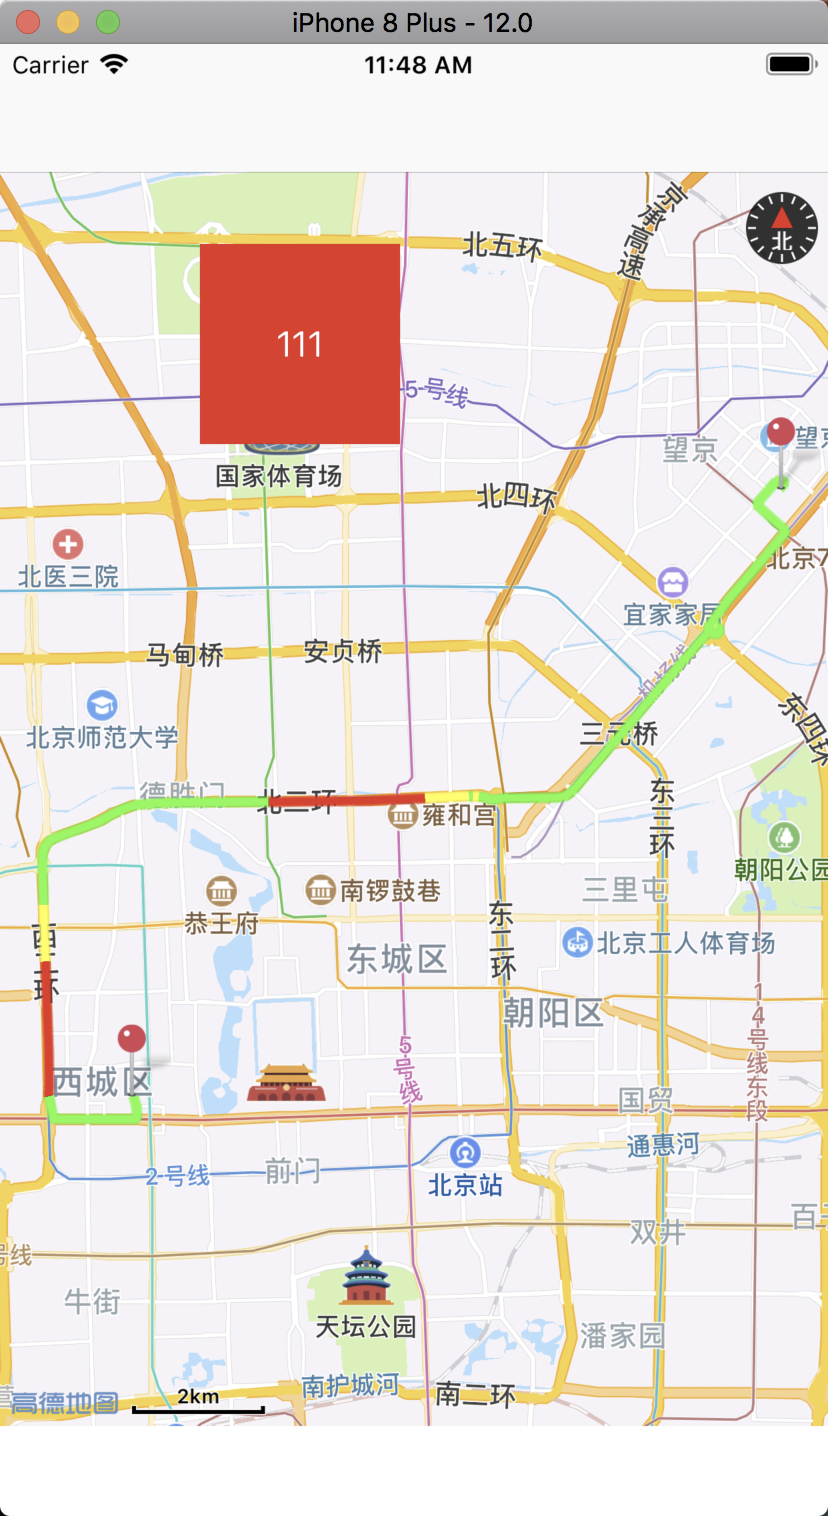 iPhone 8 Plus - 12.0
Carrier
11:48 AM
京承高速
北
北五环
111
5号线
望京
国家体育场
北四环
北医三院
宜家家居
马甸桥
安贞桥
机场线
北京师范大学
三元桥
东四环
德胜门
北二环
雍和宫
东三环
朝阳公园
南锣鼓巷
三里屯
恭王府
东二环
西二环
东城区
北京工人体育场
朝阳区
14号线东段
5号线
西城区
国贸
通惠河
前门
2号线
北京站
双井
号线
牛街
天坛公园
潘家园
南护城河
南二环
高德地图
2km